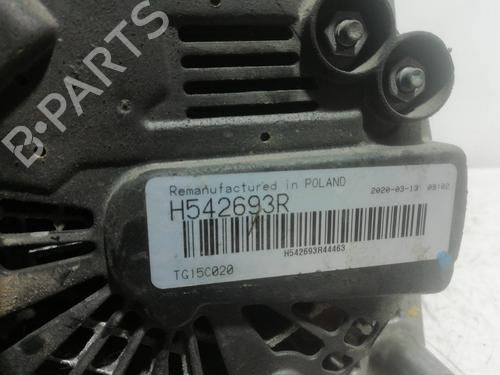 B-PARTS
Remanufactured in POLAND 2020-03-13 09:02
H542693R
H542693R44463
TG15C020